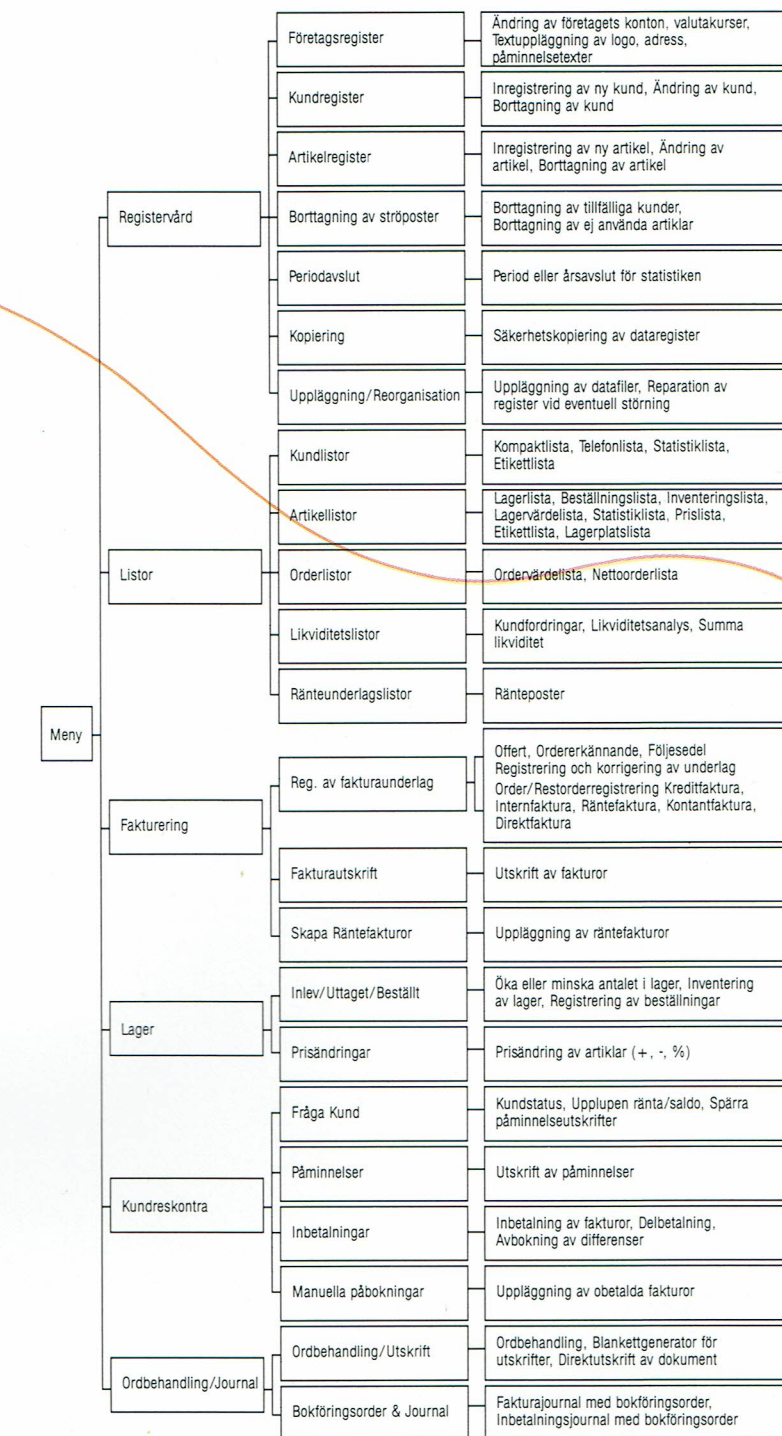 Meny
Registervård
Företagsregister
Ändring av företagets konton, valutakurser,
Textuppläggning av logo, adress,
påminnelsetexter
Kundregister
Inregistrering av ny kund, Ändring av kund,
Borttagning av kund
Artikelregister
Inregistrering av ny artikel, Ändring av
artikel, Borttagning av artikel
Borttagning av ströposter
Borttagning av tillfälliga kunder,
Borttagning av ej använda artiklar
Periodavslut
Period eller årsavslut för statistiken
Kopiering
Säkerhetskopiering av dataregister
Uppläggning/Reorganisation
Uppläggning av datafiler, Reparation av
register vid eventuell störning
Listor
Kundlistor
Kompaktlista, Telefonlista, Statistiklista,
Etikettlista
Artikellistor
Lagerlista, Beställningslista, Inventeringslista,
Lagervärdelista, Statistiklista, Prislista,
Etikettlista, Lagerplatslista
Orderlistor
Ordervärdelista, Nettoorderlista
Likviditetslistor
Kundfordringar, Likviditetsanalys, Summa
likviditet
Ränteunderlagslistor
Ränteposter
Fakturering
Reg. av fakturaunderlag
Offert, Ordererkännande, Följesedel
Registrering och korrigering av underlag
Order/Restorderregistrering Kreditfaktura,
Internfaktura, Räntefaktura, Kontantfaktura,
Direktfaktura
Fakturautskrift
Utskrift av fakturor
Skapa Räntefakturor
Uppläggning av räntefakturor
Lager
Inlev/Uttaget/Beställt
Öka eller minska antalet i lager, Inventering
av lager, Registrering av beställningar
Prisändringar
Prisändring av artiklar (+, -, %)
Kundreskontra
Fråga Kund
Kundstatus, Upplupen ränta/saldo, Spärra
påminnelseutskrifter
Påminnelser
Utskrift av påminnelser
Inbetalningar
Inbetalning av fakturor, Delbetalning,
Avbokning av differenser
Manuella påbokningar
Uppläggning av obetalda fakturor
Ordbehandling/Journal
Ordbehandling/Utskrift
Ordbehandling, Blankettgenerator för
utskrifter, Direktutskrift av dokument
Bokföringsorder & Journal
Fakturajournal med bokföringsorder,
Inbetalningsjournal med bokföringsorder